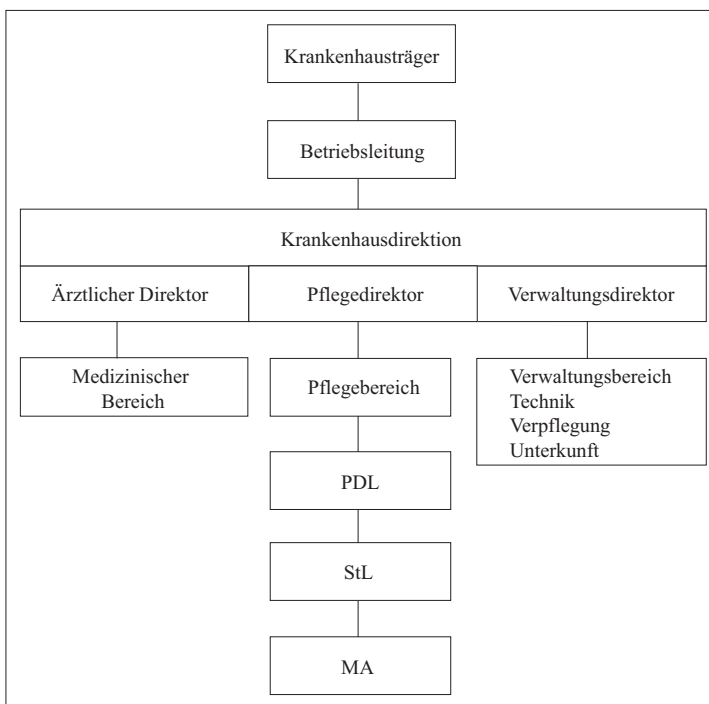 Krankenhausträger
Betriebsleitung
Krankenhausdirektion
Ärztlicher Direktor
Pflegedirektor
Verwaltungsdirektor
Medizinischer
Bereich
Pflegebereich
Verwaltungsbereich
Technik
Verpflegung
Unterkunft
PDL
StL
MA